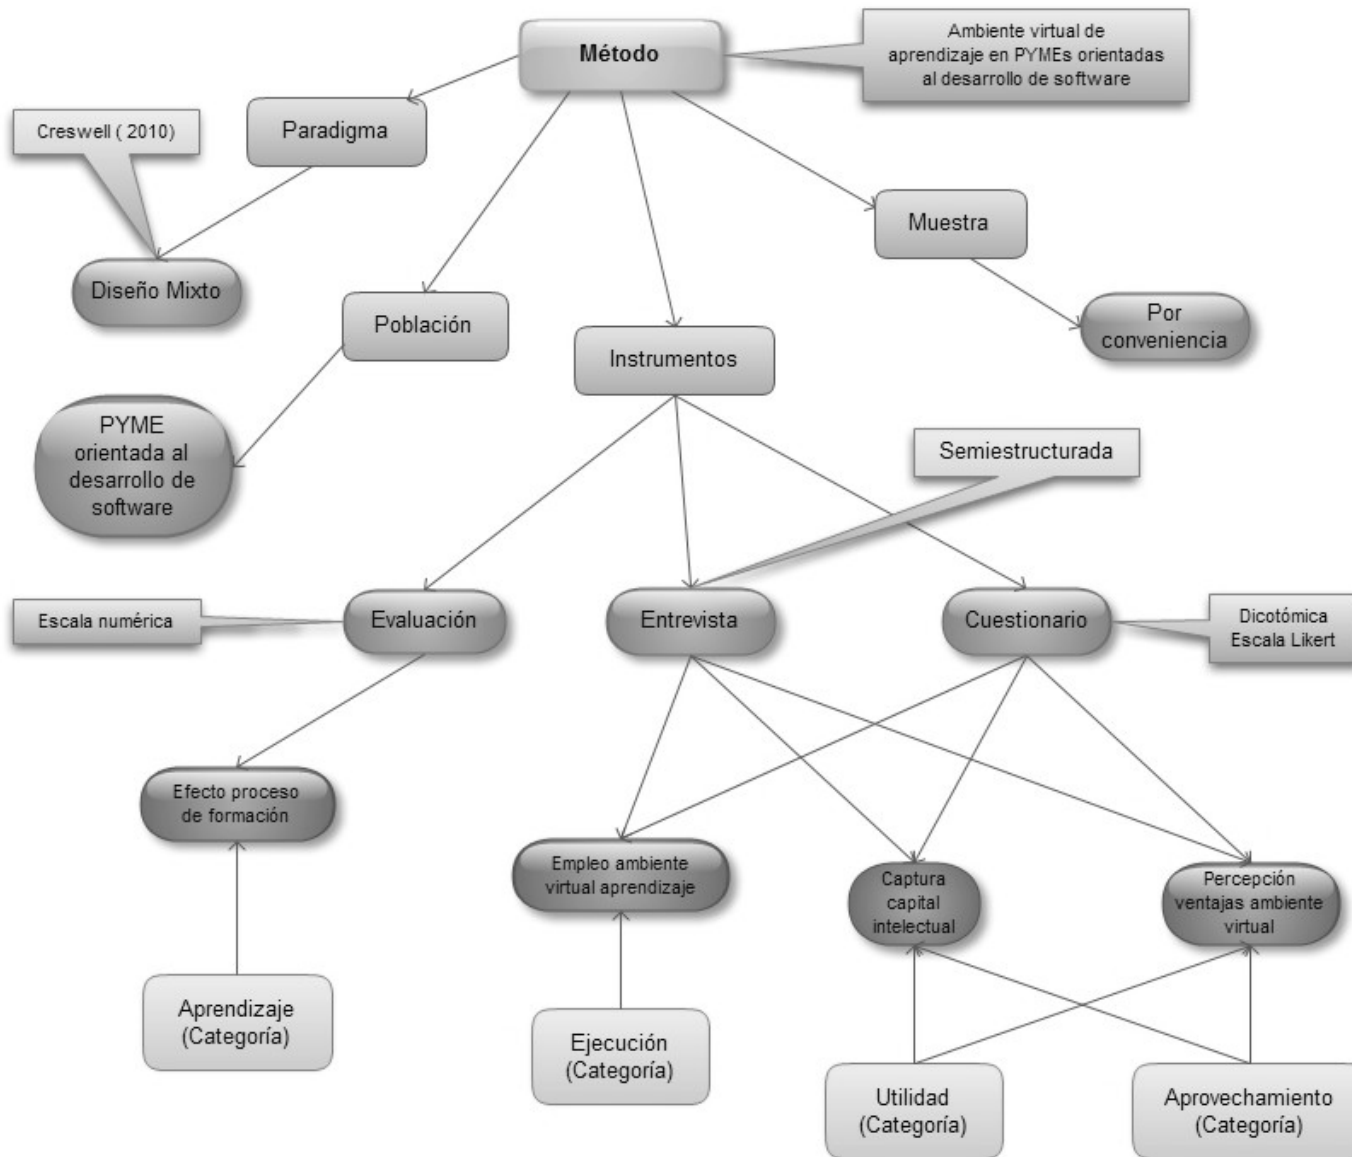 Método
Ambiente virtual de
aprendizaje en PYMEs orientadas
al desarrollo de software
Creswell ( 2010)
Paradigma
Muestra
Diseño Mixto
Población
Por
conveniencia
Instrumentos
PYME
orientada al
desarrollo de
software
Semiestructurada
Escala numérica
Evaluación
Entrevista
Cuestionario
Dicotómica
Escala Likert
Efecto proceso
de formación
Empleo ambiente
virtual aprendizaje
Captura
capital
intelectual
Percepción
ventajas ambiente
virtual
Aprendizaje
(Categoría)
Ejecución
(Categoría)
Utilidad
(Categoría)
Aprovechamiento
(Categoría)